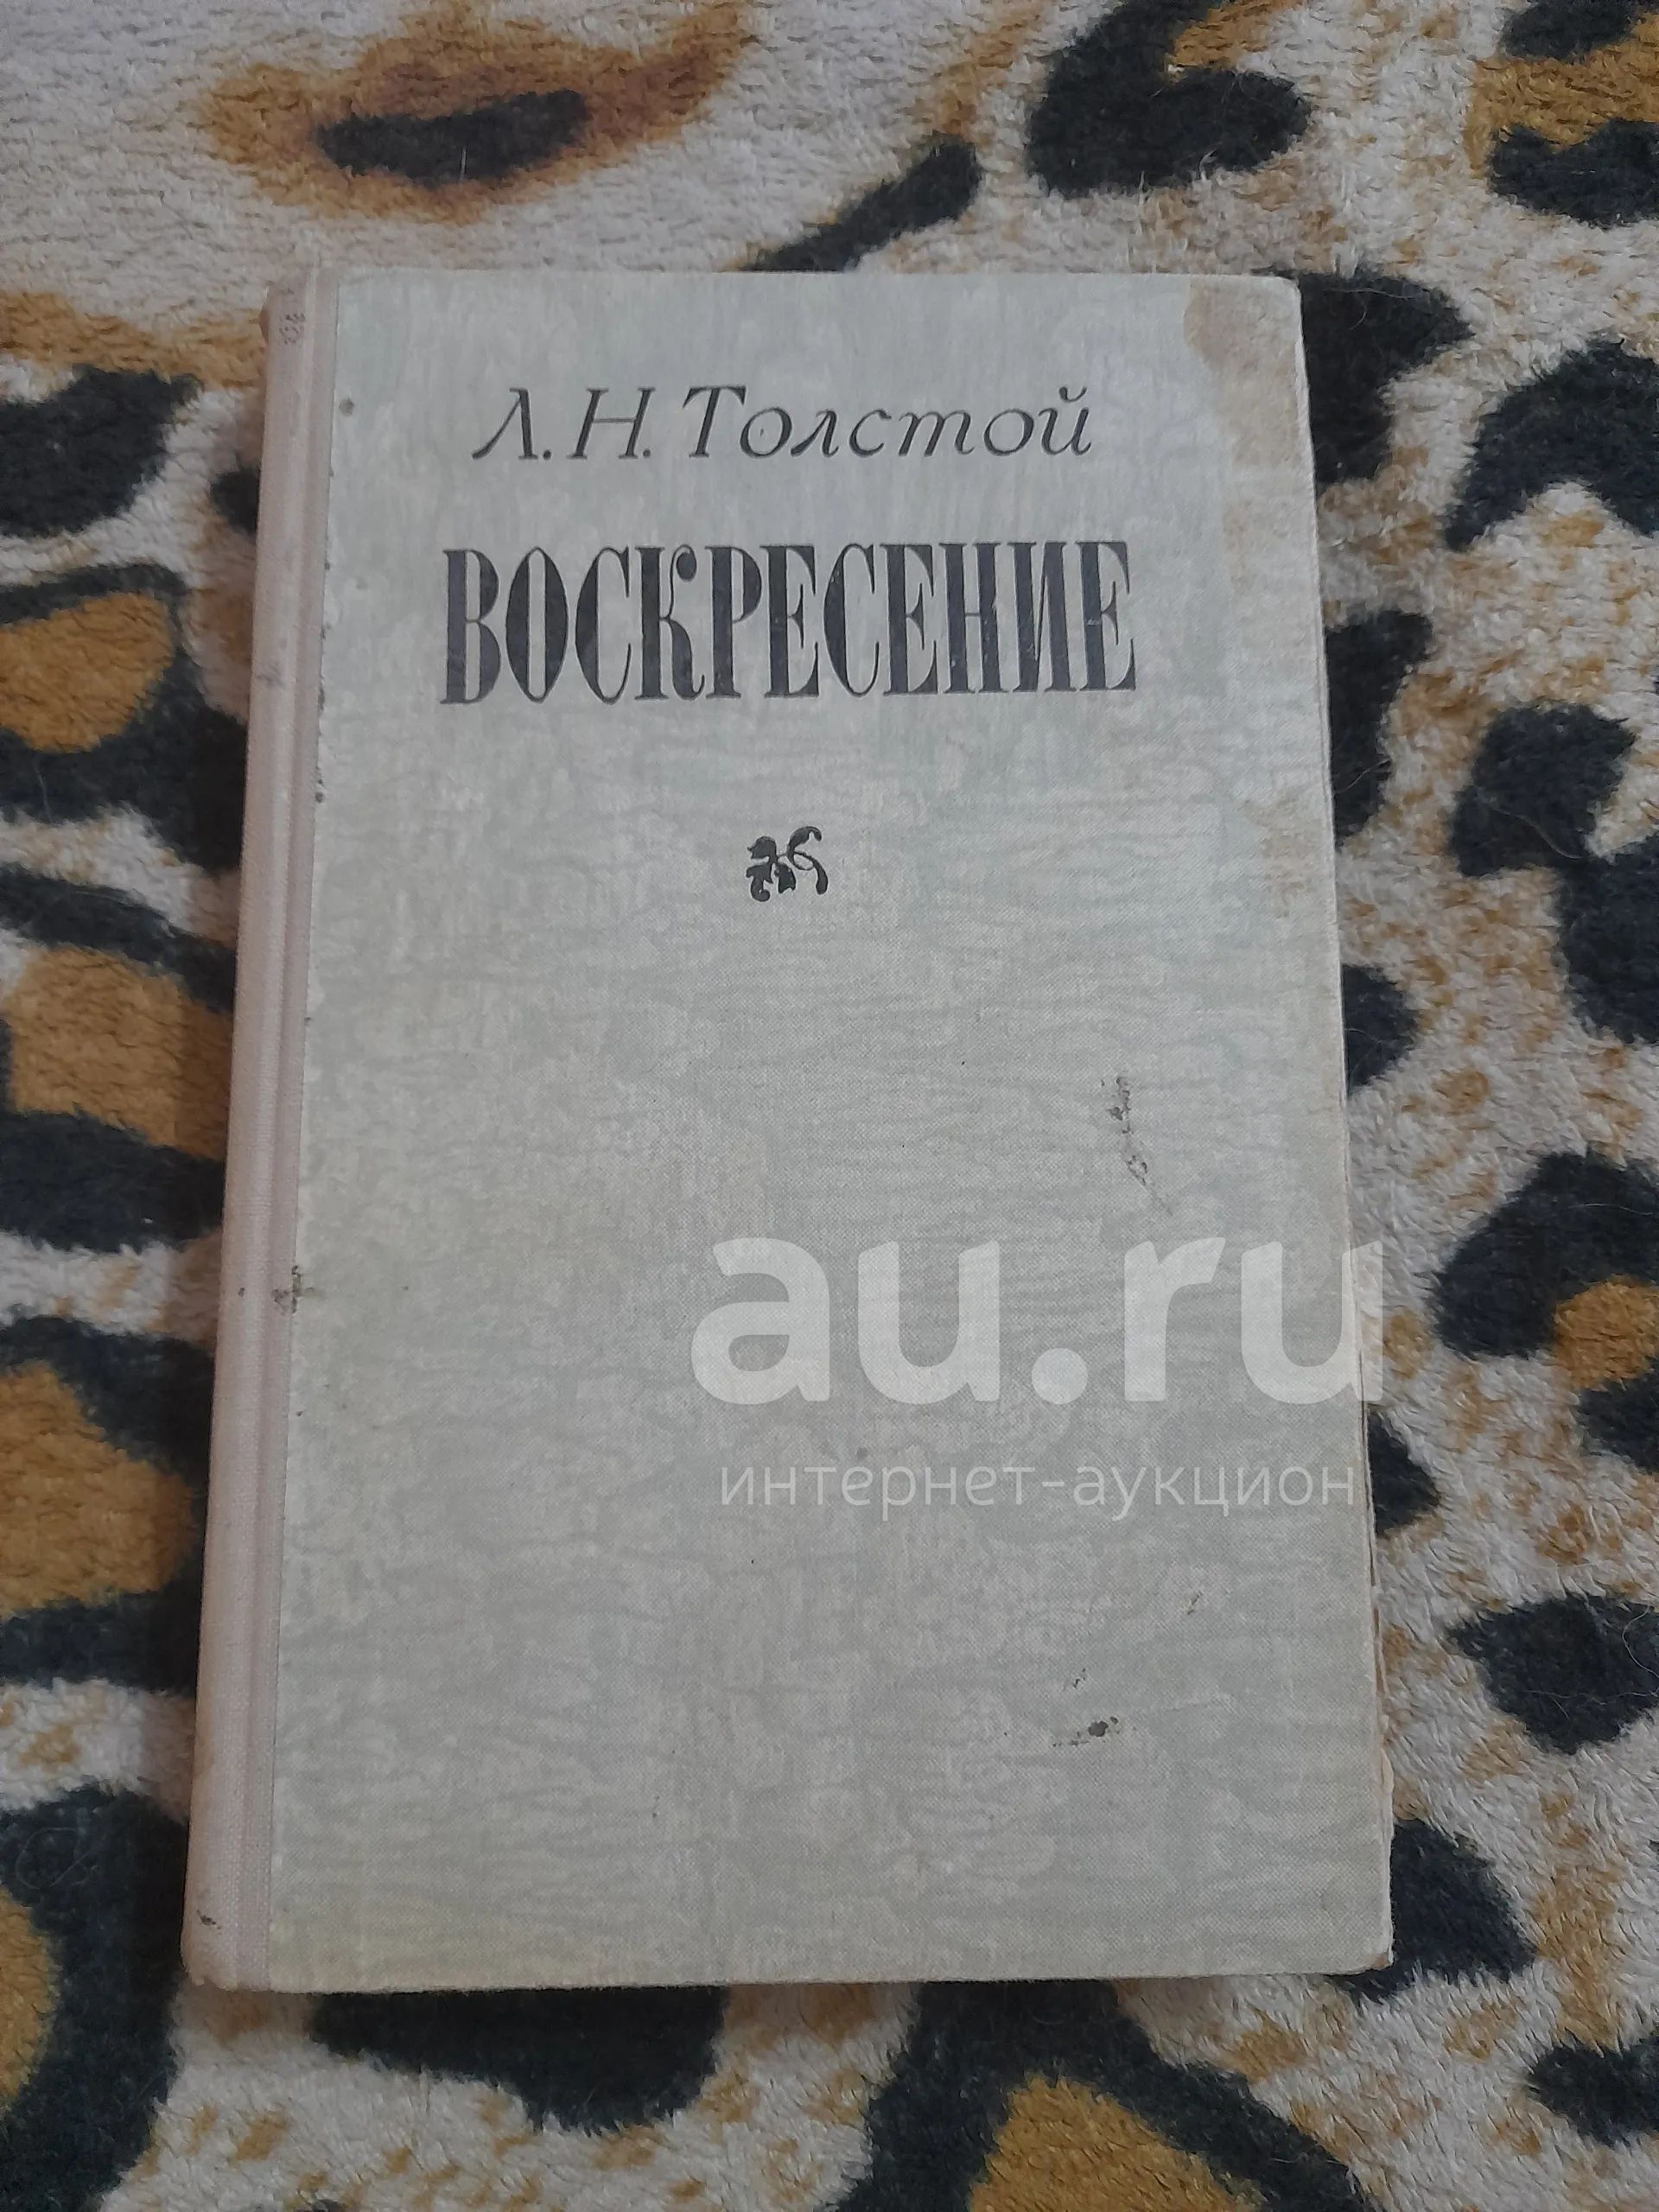 Л. Н. Толстой
ВОСКРЕСЕНИЕ
au.ru
интернет-аукцион